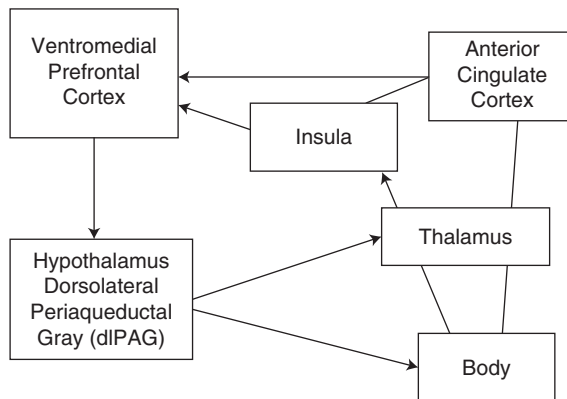 Ventromedial
Prefrontal
Cortex
Anterior
Cingulate
Cortex
Insula
Thalamus
Hypothalamus
Dorsolateral
Periaqueductal
Gray (dlPAG)
Body